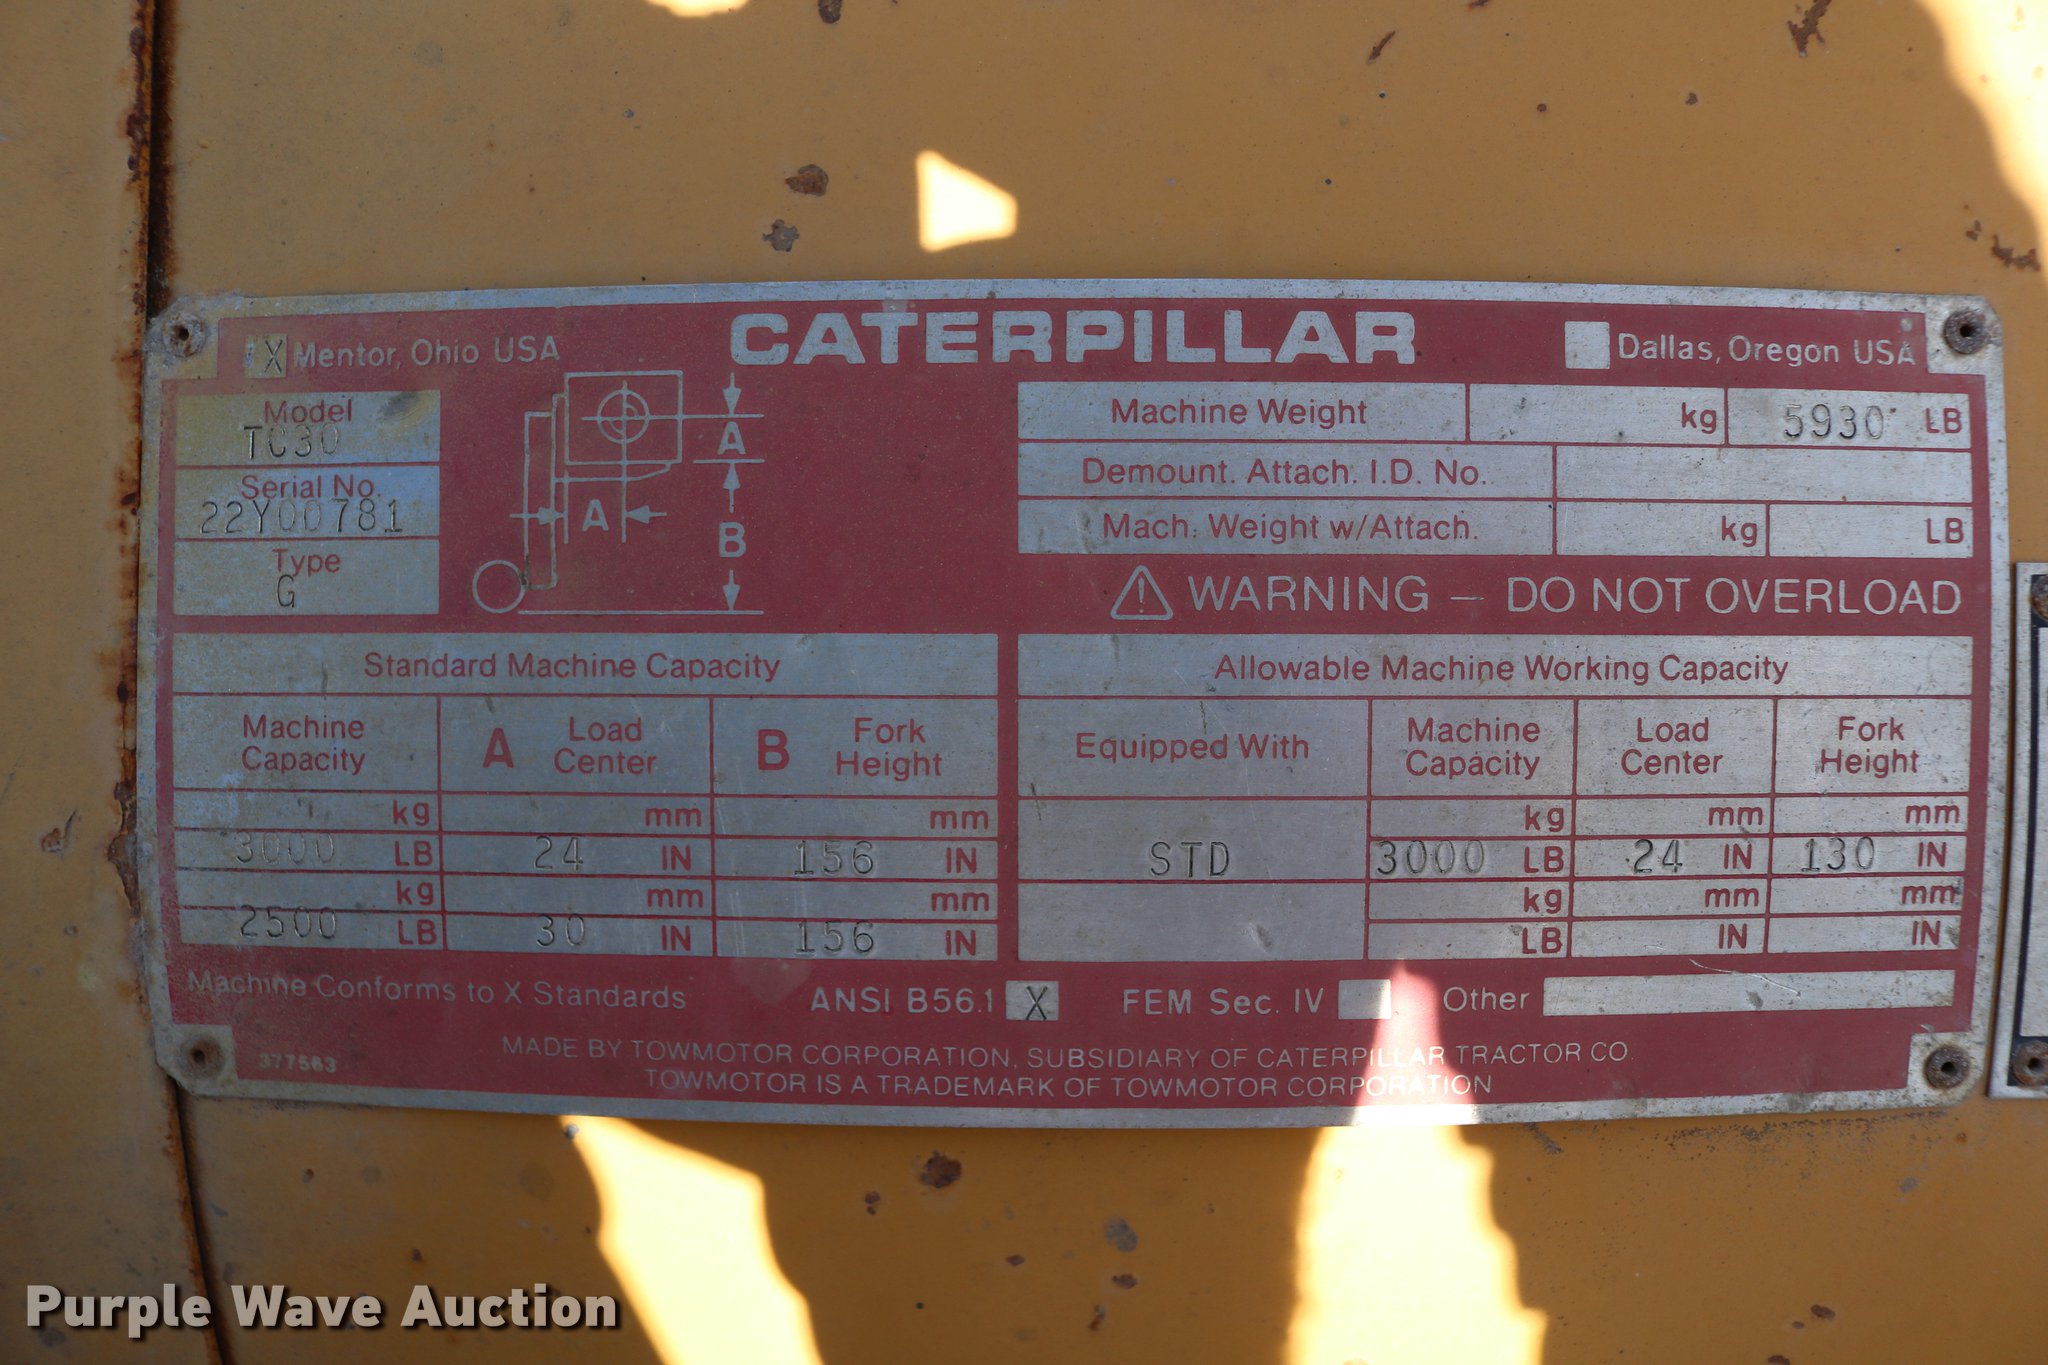 X Mentor, Ohio USA
CATERPILLAR
Dallas, Oregon USA
Model
TC30
Serial No.
22Y00781
Type
G
A
A
B
Machine Weight kg 5930 LB
Demount. Attach. I.D. No.
Mach. Weight w/Attach. kg LB
WARNING – DO NOT OVERLOAD
Standard Machine Capacity
Machine Capacity A Load Center B Fork Height
kg mm mm
3000 LB 24 IN 156 IN
kg mm mm
2500 LB 30 IN 156 IN
Allowable Machine Working Capacity
Equipped With Machine Capacity Load Center Fork Height
kg mm mm
STD 3000 LB 24 IN 130 IN
kg mm mm
LB IN IN
Machine Conforms to X Standards ANSI B56.1 X FEM Sec. IV Other
377563
MADE BY TOWMOTOR CORPORATION, SUBSIDIARY OF CATERPILLAR TRACTOR CO.
TOWMOTOR IS A TRADEMARK OF TOWMOTOR CORPORATION
Purple Wave Auction